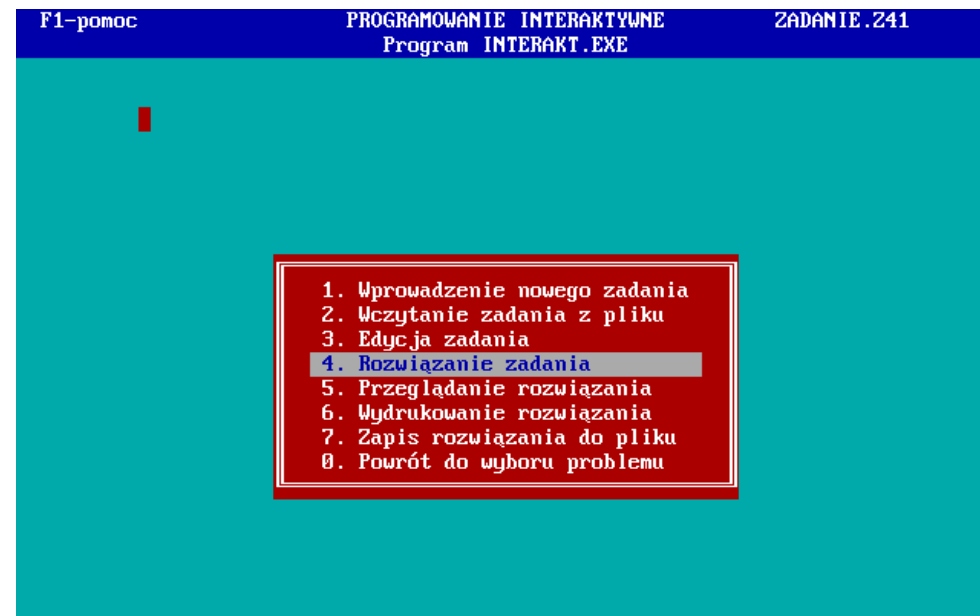 F1-pomoc PROGRAMOWANIE INTERAKTYWNE ZADANIE.Z41
Program INTERAKT.EXE
1. Wprowadzenie nowego zadania
2. Wczytanie zadania z pliku
3. Edycja zadania
4. Rozwiązanie zadania
5. Przeglądanie rozwiązania
6. Wydrukowanie rozwiązania
7. Zapis rozwiązania do pliku
0. Powrót do wyboru problemu